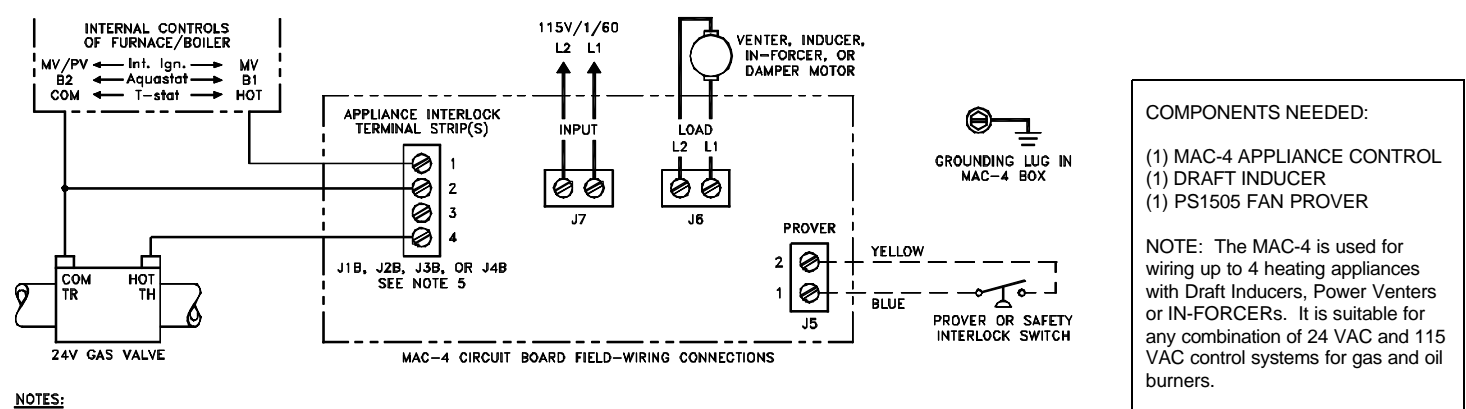 INTERNAL CONTROLS
OF FURNACE/BOILER
MV/PV Int. Ign. MV
B2 Aquastat B1
COM T-stat HOT
115V/1/60
L2 L1
VENTER, INDUCER,
IN-FORCER, OR
DAMPER MOTOR
APPLIANCE INTERLOCK
TERMINAL STRIP(S)
1
2
3
4
INPUT
J7
LOAD
L2 L1
J6
GROUNDING LUG IN
MAC-4 BOX
PROVER
2
1
J5
YELLOW
BLUE
PROVER OR SAFETY
INTERLOCK SWITCH
J1B, J2B, J3B, OR J4B
SEE NOTE 5
COM HOT
TR TH
24V GAS VALVE
MAC-4 CIRCUIT BOARD FIELD-WIRING CONNECTIONS
NOTES:
COMPONENTS NEEDED:
(1) MAC-4 APPLIANCE CONTROL
(1) DRAFT INDUCER
(1) PS1505 FAN PROVER
NOTE: The MAC-4 is used for
wiring up to 4 heating appliances
with Draft Inducers, Power Venters
or IN-FORCERs. It is suitable for
any combination of 24 VAC and 115
VAC control systems for gas and oil
burners.